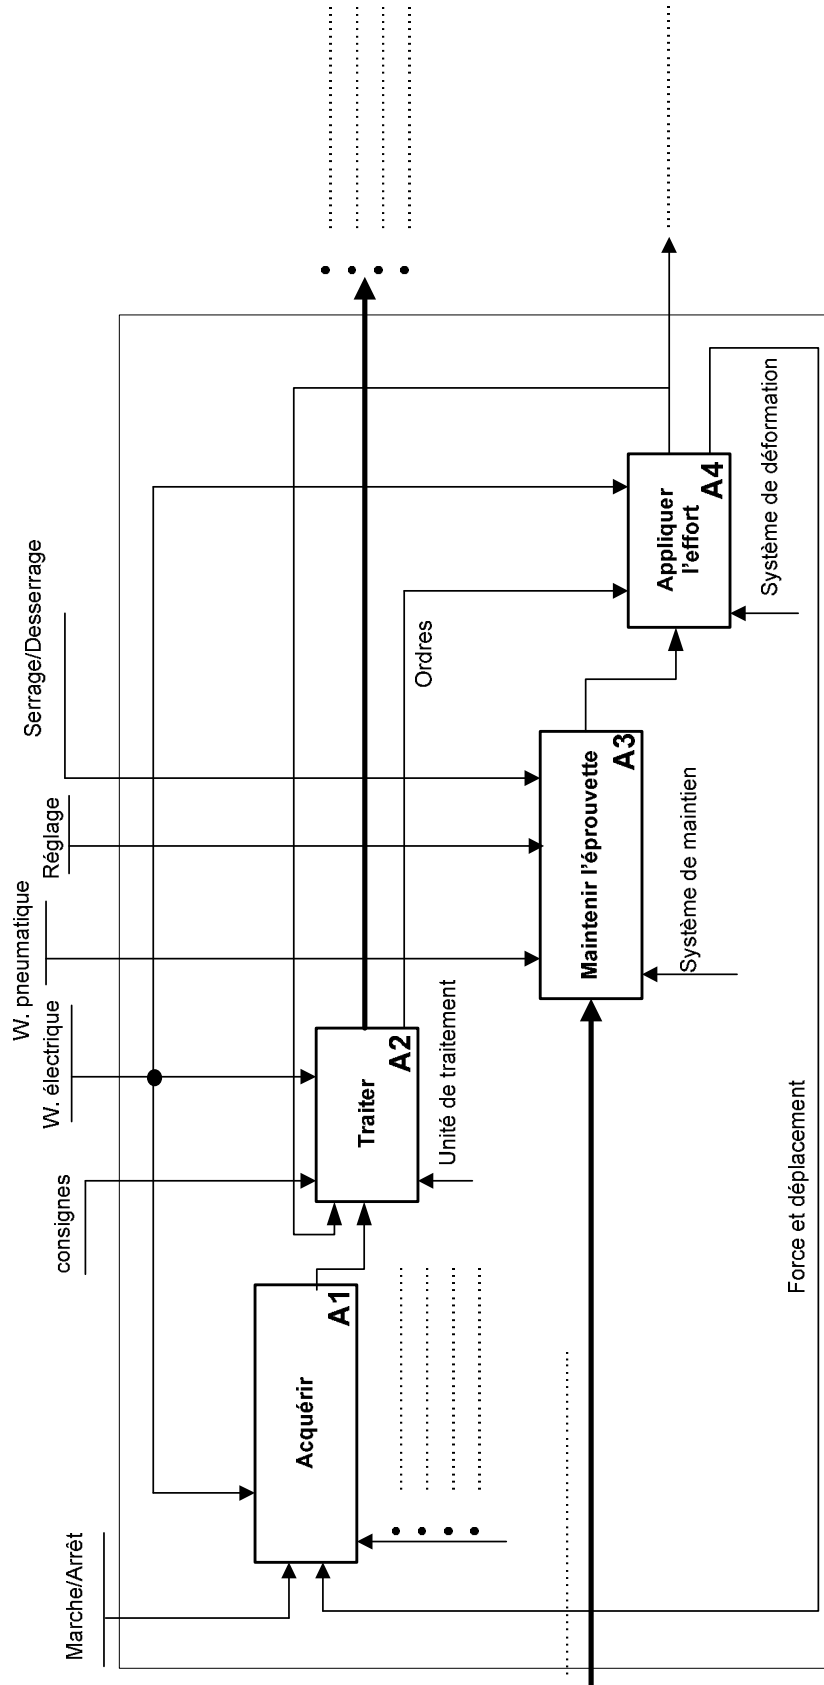 Marche/Arrêt
consignes
W. électrique
W. pneumatique
Réglage
Serrage/Desserrage
Acquérir
A1
Traiter
A2
Unité de traitement
Ordres
Maintenir l'éprouvette
A3
Système de maintien
Appliquer
l'effort
A4
Système de déformation
Force et déplacement